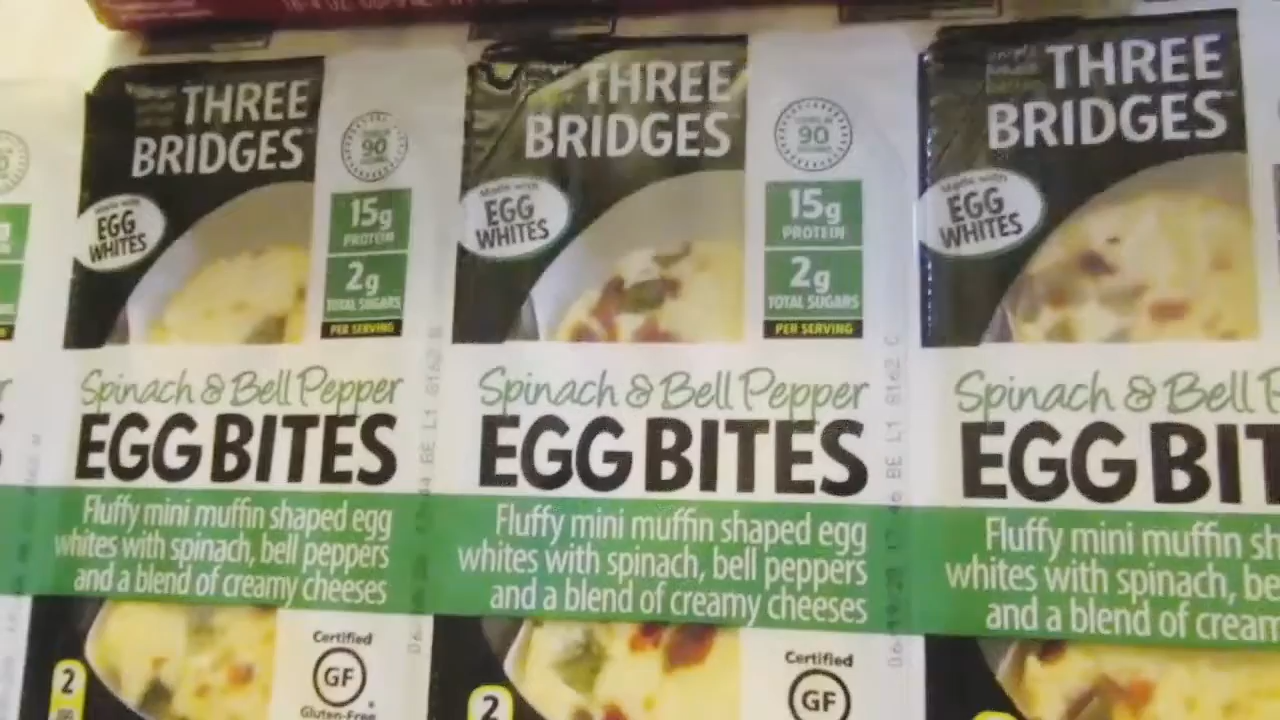 THREE
BRIDGES
Made with
EGG
WHITES
90
15g
PROTEIN
2g
TOTAL SUGARS
PER SERVING
Spinach & Bell Pepper
EGG BITES
Fluffy mini muffin shaped egg
whites with spinach, bell peppers
and a blend of creamy cheeses
Certified
GF
Gluten-Free
2
THREE
BRIDGES
Made with
EGG
WHITES
90
15g
PROTEIN
2g
TOTAL SUGARS
PER SERVING
Spinach & Bell Pepper
EGG BITES
Fluffy mini muffin shaped egg
whites with spinach, bell peppers
and a blend of creamy cheeses
Certified
GF
2
THREE
BRIDGES
Made with
EGG
WHITES
Spinach & Bell P
EGG BIT
Fluffy mini muffin sh
whites with spinach, be
and a blend of cream